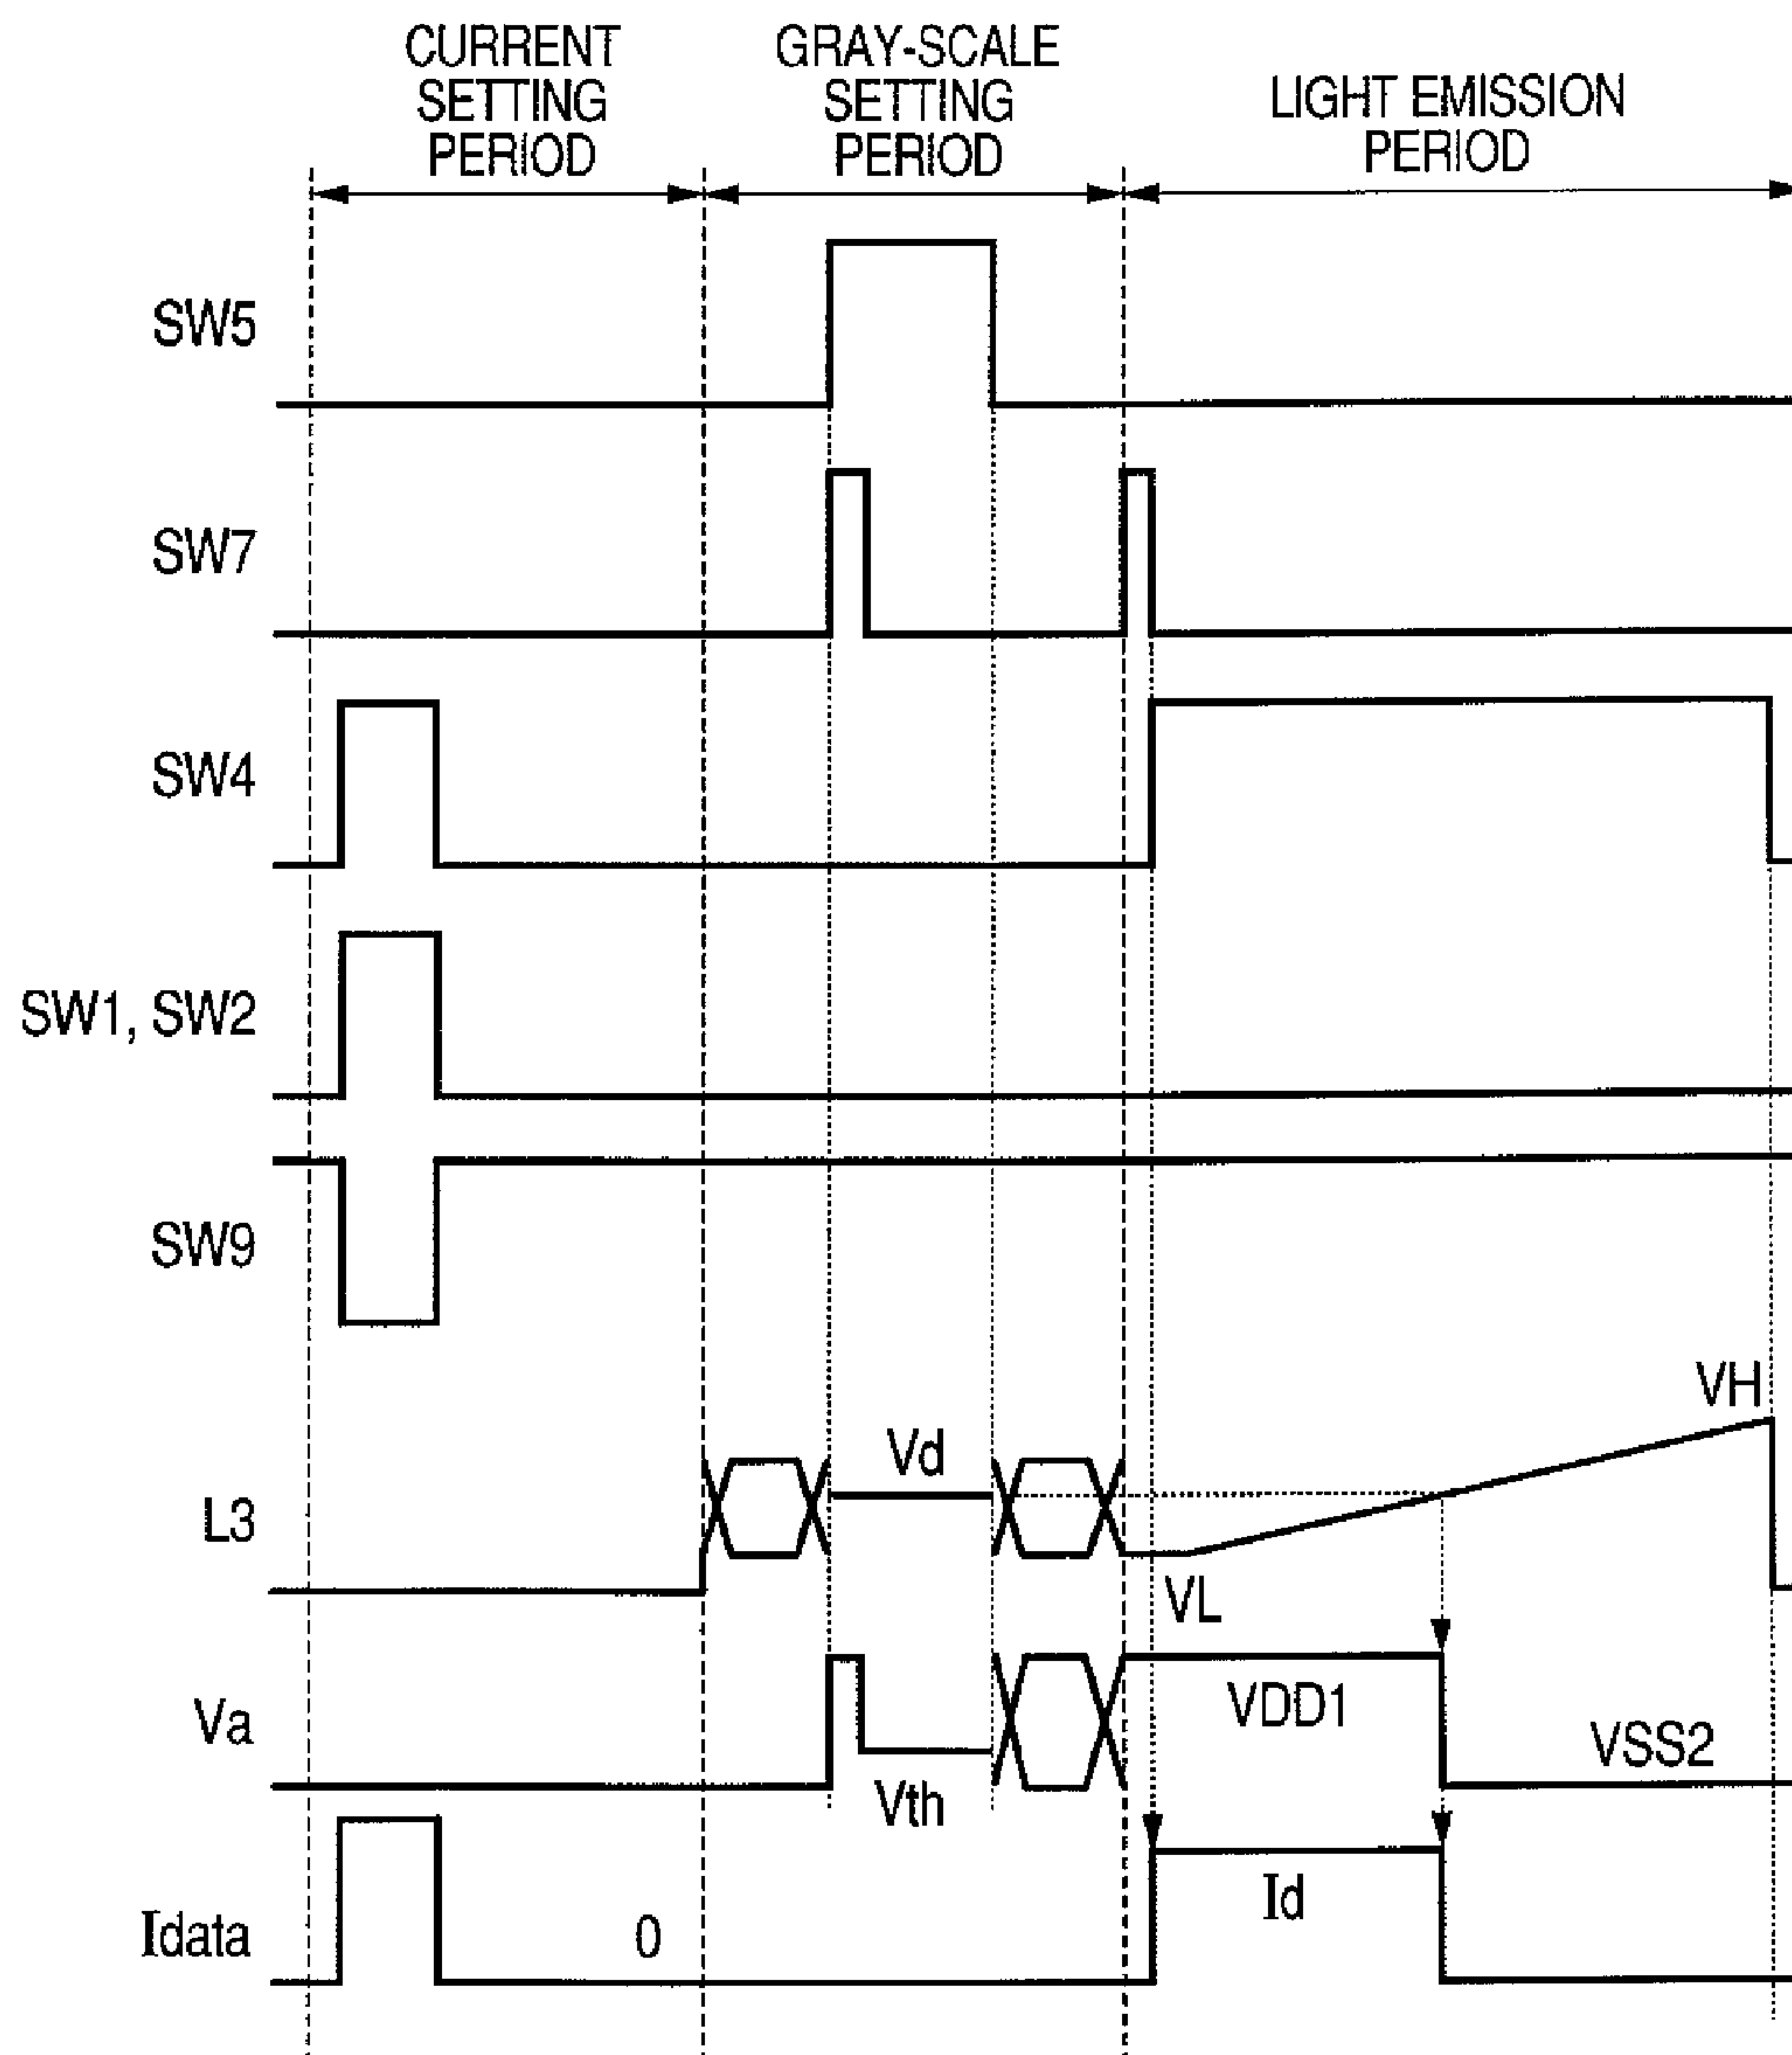 CURRENT
SETTING
PERIOD
GRAY-SCALE
SETTING
PERIOD
LIGHT EMISSION
PERIOD
SW5
SW7
SW4
SW1, SW2
SW9
VH
Vd
L3
VL
Va
VDD1
VSS2
Vth
Id
Idata
0